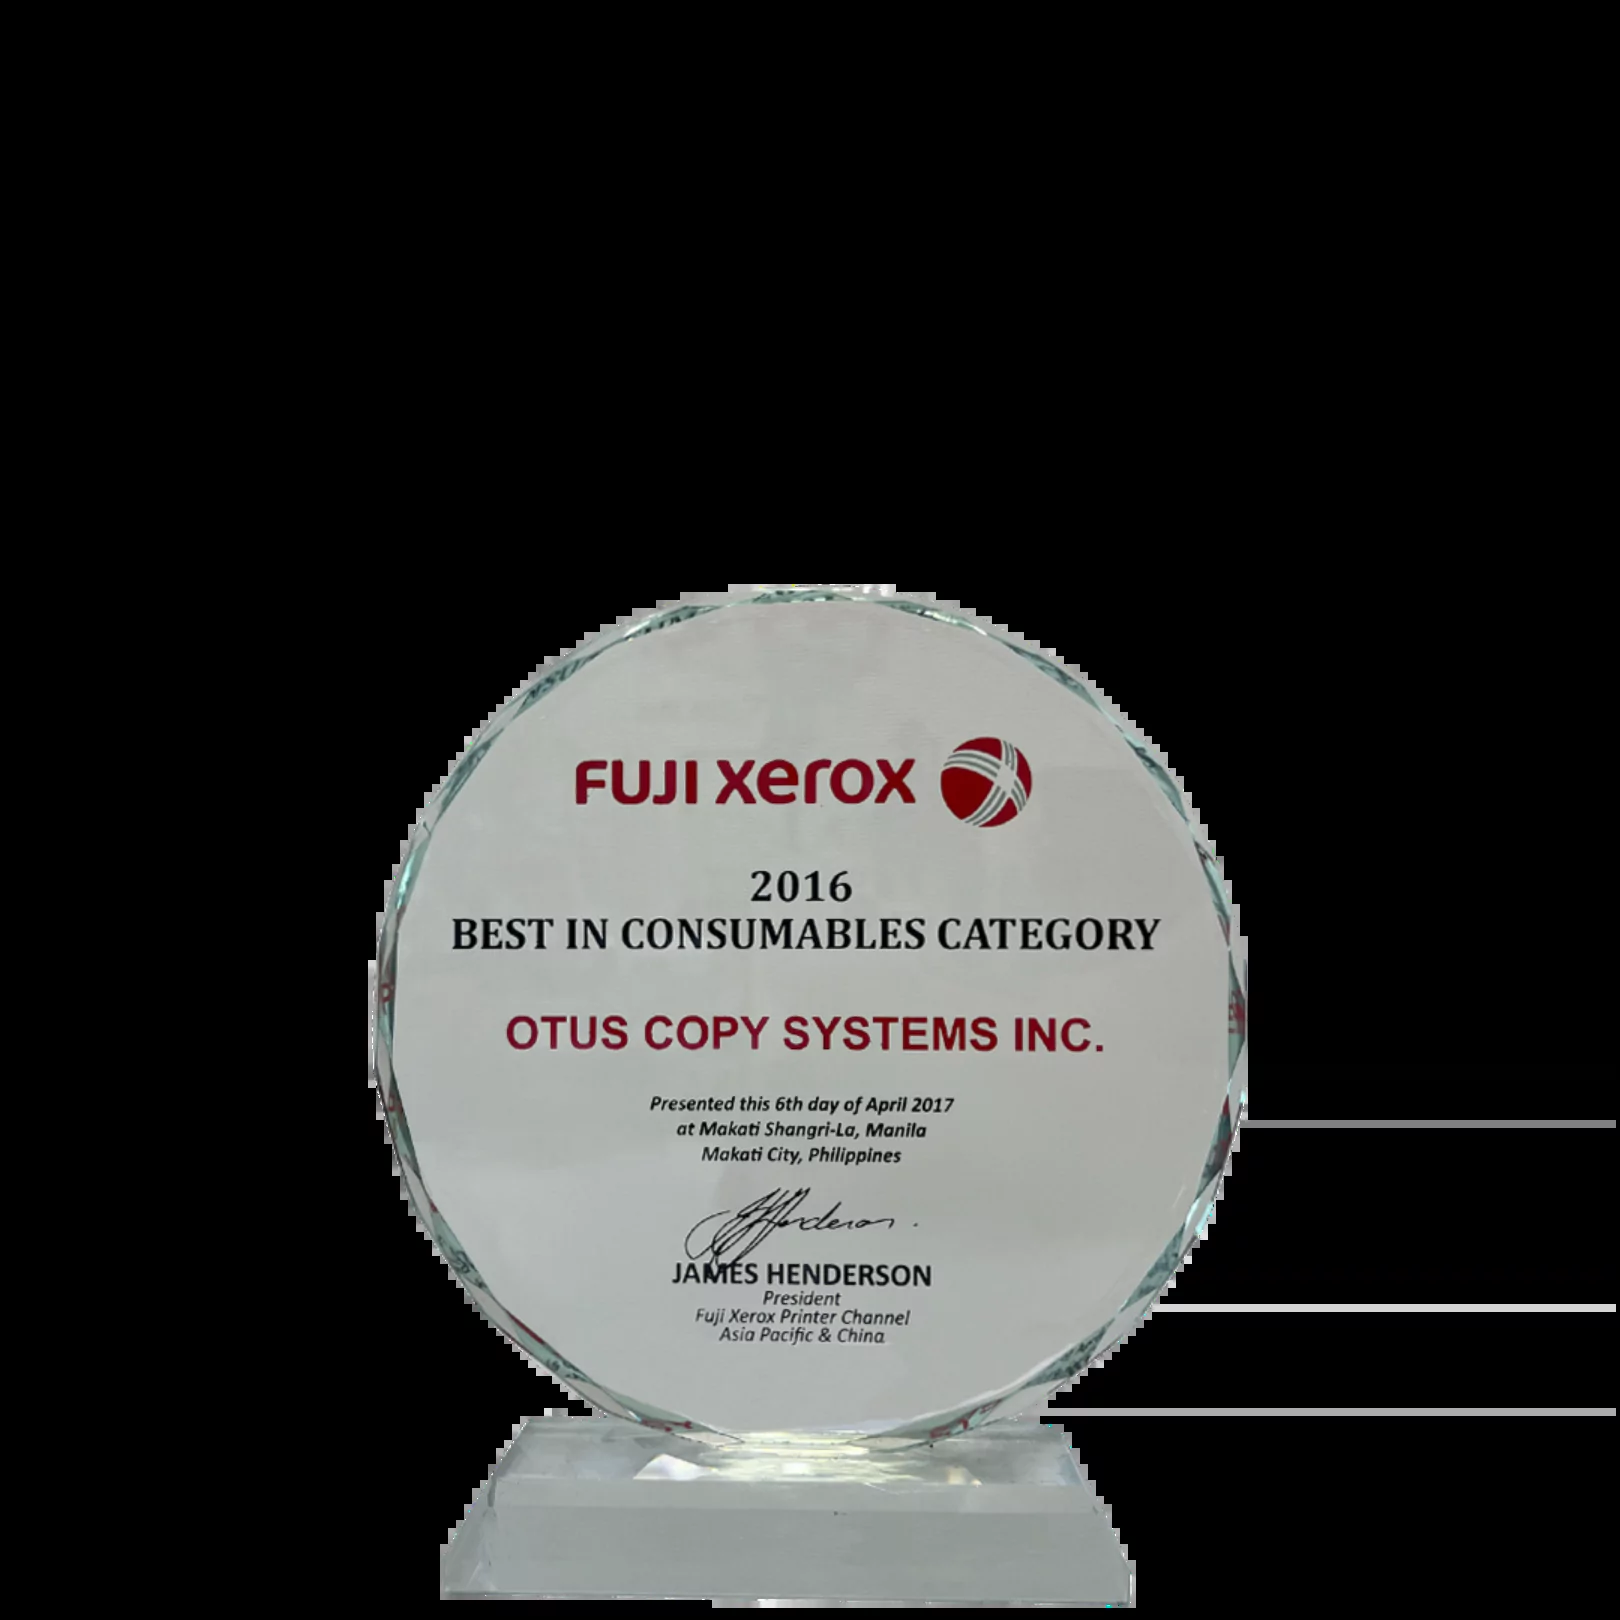 FUJI xerox
2016
BEST IN CONSUMABLES CATEGORY
OTUS COPY SYSTEMS INC.
Presented this 6th day of April 2017
at Makati Shangri-La, Manila
Makati City, Philippines
JAMES HENDERSON
President
Fuji Xerox Printer Channel
Asia Pacific & China